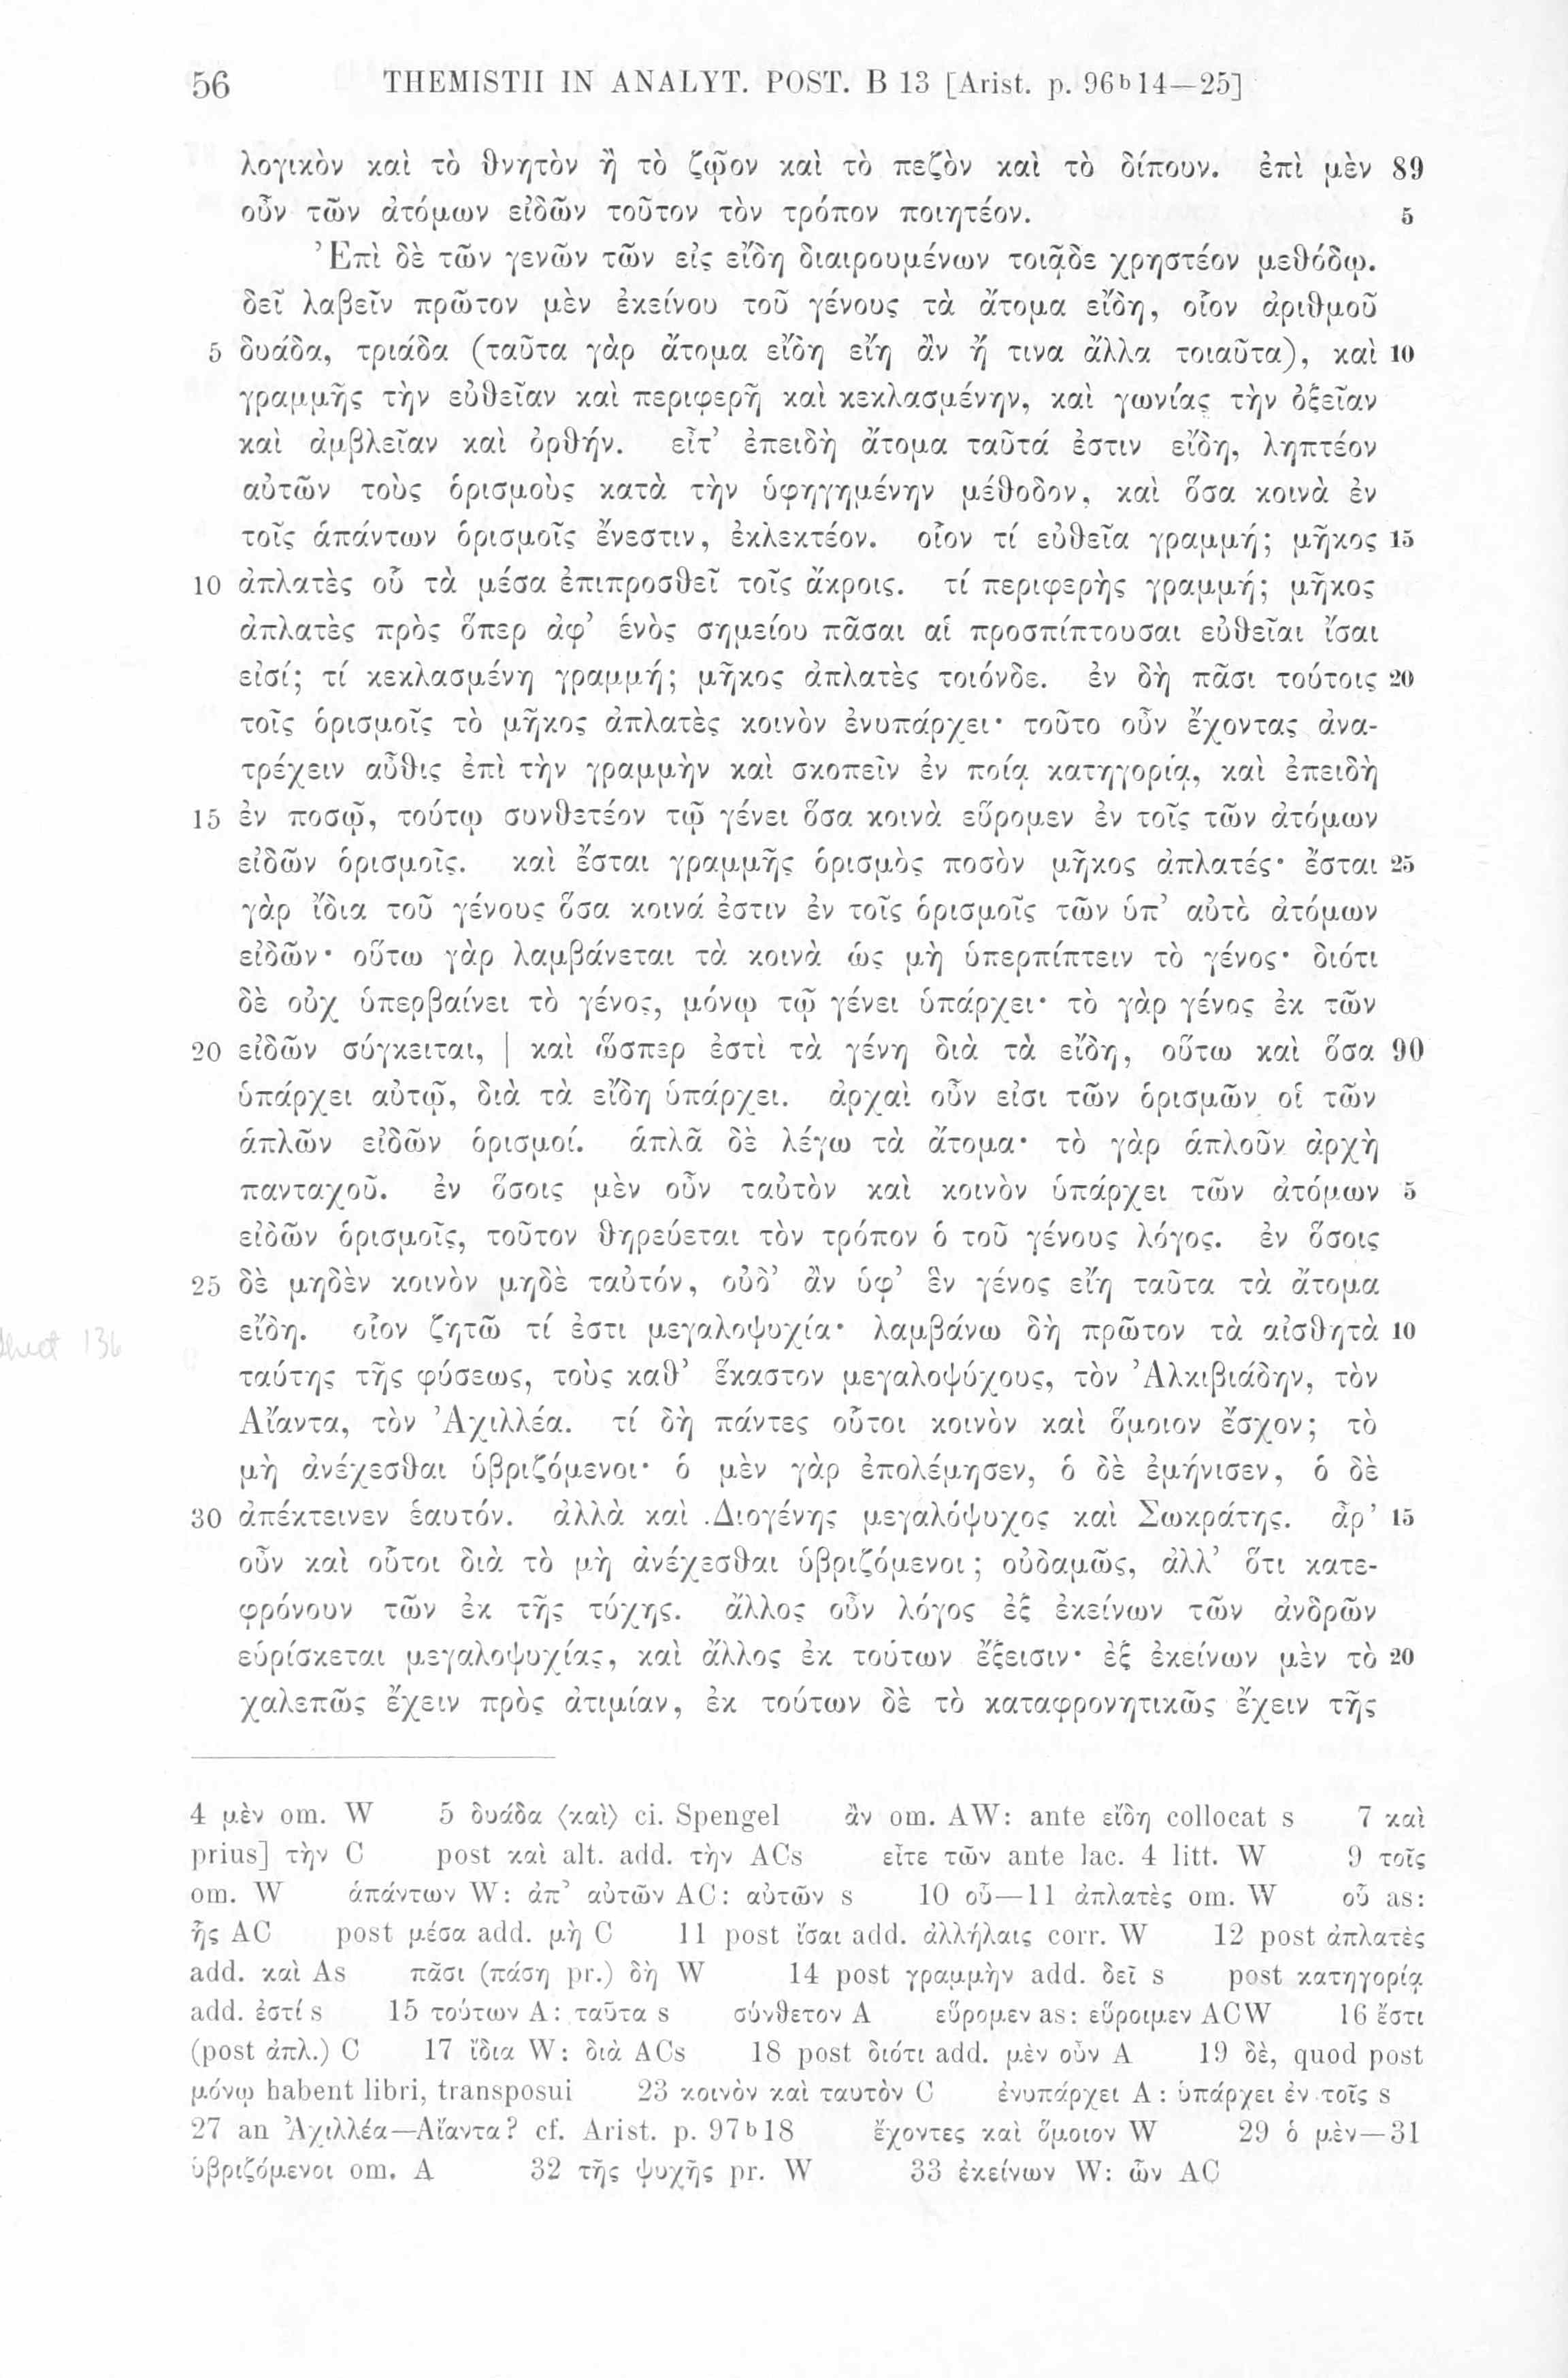 56 THEMISTII IN ANALYT. POST. B 13 [Arist. p. 96b14—25]
λογικὸν καὶ τὸ θνητὸν ἢ τὸ ζῷον καὶ τὸ πεζὸν καὶ τὸ δίπουν. ἐπὶ μὲν 89
οὖν τῶν ἀτόμων εἰδῶν τοῦτον τὸν τρόπον ποιητέον. 5
Ἐπὶ δὲ τῶν γενῶν τῶν εἰς εἴδη διαιρουμένων τοιᾷδε χρηστέον μεθόδῳ.
δεῖ λαβεῖν πρῶτον μὲν ἐκείνου τοῦ γένους τὰ ἄτομα εἴδη, οἷον ἀριθμοῦ
5 δυάδα, τριάδα (ταῦτα γὰρ ἄτομα εἴδη εἴη ἂν ἤ τινα ἄλλα τοιαῦτα), καὶ 10
γραμμῆς τὴν εὐθεῖαν καὶ περιφερῆ καὶ κεκλασμένην, καὶ γωνίας τὴν ὀξεῖαν
καὶ ἀμβλεῖαν καὶ ὀρθήν. εἶτ’ ἐπειδὴ ἄτομα ταῦτά ἐστιν εἴδη, ληπτέον
αὐτῶν τοὺς ὁρισμοὺς κατὰ τὴν ὑφηγημένην μέθοδον, καὶ ὅσα κοινὰ ἐν
τοῖς ἁπάντων ὁρισμοῖς ἔνεστιν, ἐκλεκτέον. οἷον τί εὐθεῖα γραμμή; μῆκος 15
10 ἀπλατὲς οὗ τὰ μέσα ἐπιπροσθεῖ τοῖς ἄκροις. τί περιφερὴς γραμμή; μῆκος
ἀπλατὲς πρὸς ὅπερ ἀφ’ ἑνὸς σημείου πᾶσαι αἱ προσπίπτουσαι εὐθεῖαι ἴσαι
εἰσί; τί κεκλασμένη γραμμή; μῆκος ἀπλατὲς τοιόνδε. ἐν δὴ πᾶσι τούτοις 20
τοῖς ὁρισμοῖς τὸ μῆκος ἀπλατὲς κοινὸν ἐνυπάρχει· τοῦτο οὖν ἔχοντας ἀνα-
τρέχειν αὖθις ἐπὶ τὴν γραμμὴν καὶ σκοπεῖν ἐν ποίᾳ κατηγορίᾳ, καὶ ἐπειδὴ
15 ἐν ποσῷ, τούτῳ συνθετέον τῷ γένει ὅσα κοινὰ εὕρομεν ἐν τοῖς τῶν ἀτόμων
εἰδῶν ὁρισμοῖς. καὶ ἔσται γραμμῆς ὁρισμὸς ποσὸν μῆκος ἀπλατές· ἔσται 25
γὰρ ἴδια τοῦ γένους ὅσα κοινά ἐστιν ἐν τοῖς ὁρισμοῖς τῶν ὑπ’ αὐτὸ ἀτόμων
εἰδῶν· οὕτω γὰρ λαμβάνεται τὰ κοινὰ ὡς μὴ ὑπερπίπτειν τὸ γένος· διότι
δὲ οὐχ ὑπερβαίνει τὸ γένος, μόνῳ τῷ γένει ὑπάρχει· τὸ γὰρ γένος ἐκ τῶν
20 εἰδῶν σύγκειται, | καὶ ὥσπερ ἐστὶ τὰ γένη διὰ τὰ εἴδη, οὕτω καὶ ὅσα 90
ὑπάρχει αὐτῷ, διὰ τὰ εἴδη ὑπάρχει. ἀρχαὶ οὖν εἰσι τῶν ὁρισμῶν οἱ τῶν
ἁπλῶν εἰδῶν ὁρισμοί. ἁπλᾶ δὲ λέγω τὰ ἄτομα· τὸ γὰρ ἁπλοῦν ἀρχὴ
πανταχοῦ. ἐν ὅσοις μὲν οὖν ταὐτὸν καὶ κοινὸν ὑπάρχει τῶν ἀτόμων 5
εἰδῶν ὁρισμοῖς, τοῦτον θηρεύεται τὸν τρόπον ὁ τοῦ γένους λόγος. ἐν ὅσοις
25 δὲ μηδὲν κοινὸν μηδὲ ταὐτόν, οὐδ’ ἂν ὑφ’ ἓν γένος εἴη ταῦτα τὰ ἄτομα
εἴδη. οἷον ζητῶ τί ἐστι μεγαλοψυχία· λαμβάνω δὴ πρῶτον τὰ αἰσθητὰ 10
ταύτης τῆς φύσεως, τοὺς καθ’ ἕκαστον μεγαλοψύχους, τὸν Ἀλκιβιάδην, τὸν
Αἴαντα, τὸν Ἀχιλλέα. τί δὴ πάντες οὗτοι κοινὸν καὶ ὅμοιον ἔσχον; τὸ
μὴ ἀνέχεσθαι ὑβριζόμενοι· ὁ μὲν γὰρ ἐπολέμησεν, ὁ δὲ ἐμήνισεν, ὁ δὲ
30 ἀπέκτεινεν ἑαυτόν. ἀλλὰ καὶ Διογένης μεγαλόψυχος καὶ Σωκράτης. ἆρ’ 15
οὖν καὶ οὗτοι διὰ τὸ μὴ ἀνέχεσθαι ὑβριζόμενοι; οὐδαμῶς, ἀλλ’ ὅτι κατε-
φρόνουν τῶν ἐκ τῆς τύχης. ἄλλος οὖν λόγος ἐξ ἐκείνων τῶν ἀνδρῶν
εὑρίσκεται μεγαλοψυχίας, καὶ ἄλλος ἐκ τούτων ἔξεισιν· ἐξ ἐκείνων μὲν τὸ 20
χαλεπῶς ἔχειν πρὸς ἀτιμίαν, ἐκ τούτων δὲ τὸ καταφρονητικῶς ἔχειν τῆς
4 μὲν om. W 5 δυάδα ⟨καὶ⟩ ci. Spengel ἂν om. AW: ante εἴδη collocat s 7 καὶ
prius] τὴν C post καὶ alt. add. τὴν ACs εἶτε τῶν ante lac. 4 litt. W 9 τοῖς
om. W ἁπάντων W: ἀπ’ αὐτῶν AC: αὐτῶν s 10 οὗ—11 ἀπλατὲς om. W οὗ as:
ἧς AC post μέσα add. μὴ C 11 post ἴσαι add. ἀλλήλαις corr. W 12 post ἀπλατὲς
add. καὶ As πᾶσι (πάσῃ pr.) δὴ W 14 post γραμμὴν add. δεῖ s post κατηγορίᾳ
add. ἐστί s 15 τούτων A: ταῦτα s σύνθετον A εὕρομεν as: εὕροιμεν ACW 16 ἔστι
(post ἀπλ.) C 17 ἴδια W: διὰ ACs 18 post διότι add. μὲν οὖν A 19 δὲ, quod post
μόνῳ habent libri, transposui 23 κοινὸν καὶ ταυτὸν C ἐνυπάρχει A: ὑπάρχει ἐν τοῖς s
27 an Ἀχιλλέα—Αἴαντα? cf. Arist. p. 97b18 ἔχοντες καὶ ὅμοιον W 29 ὁ μὲν—31
ὑβριζόμενοι om. A 32 τῆς ψυχῆς pr. W 33 ἐκείνων W: ὧν AC